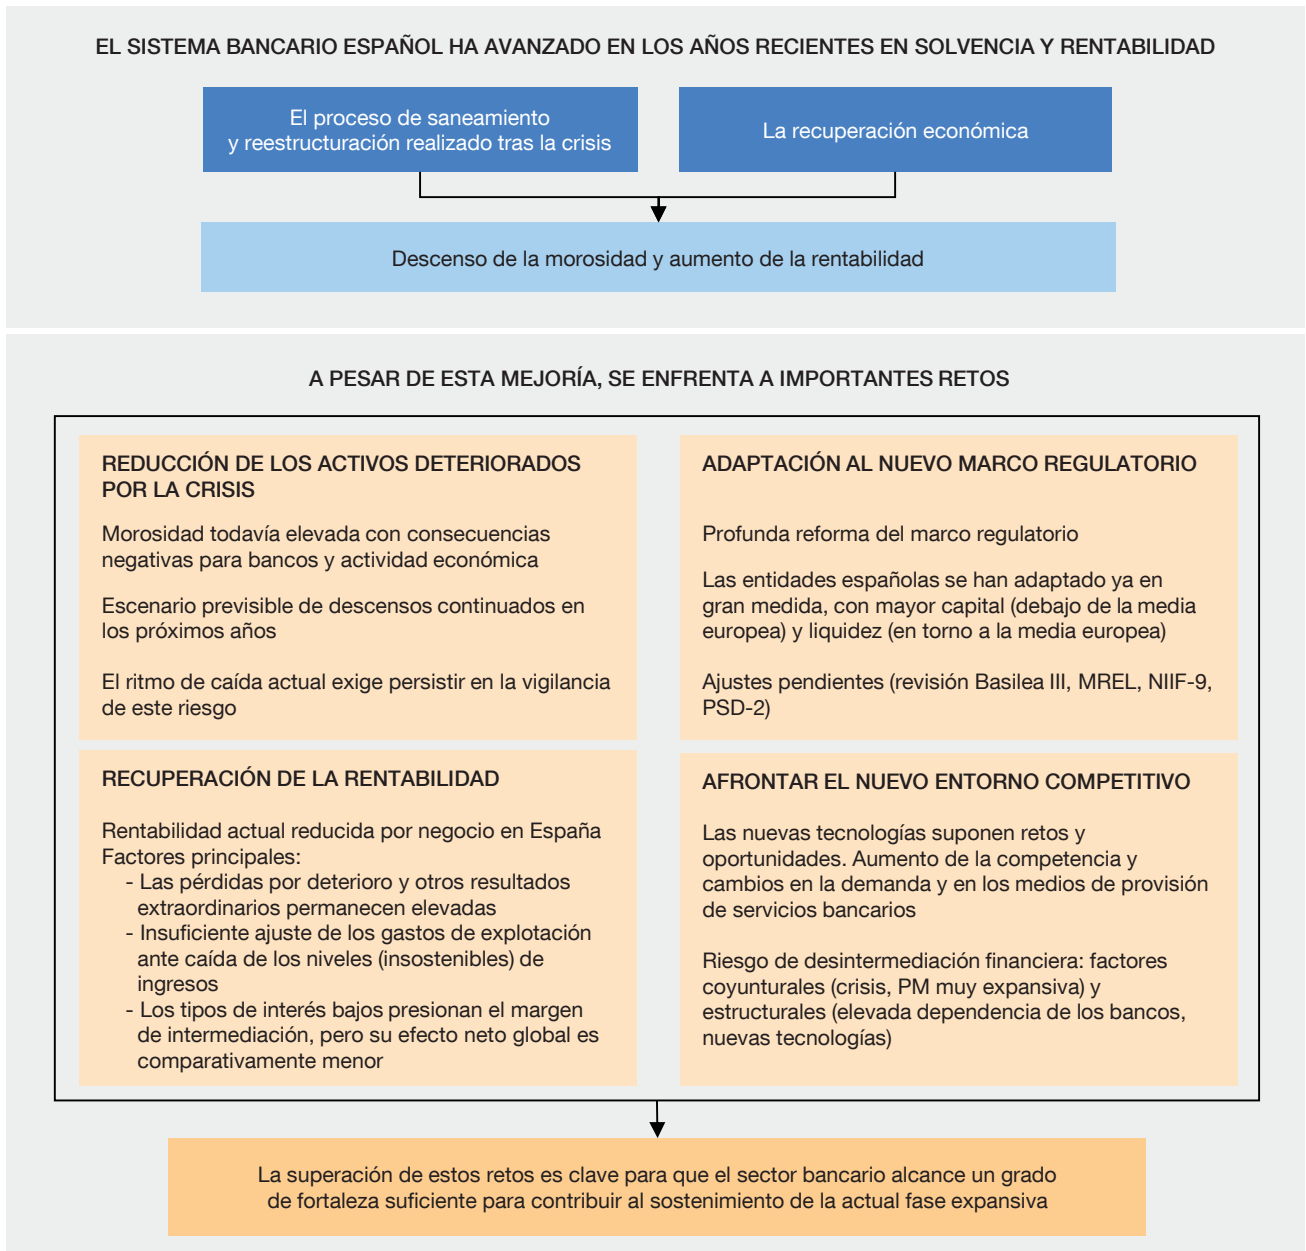 EL SISTEMA BANCARIO ESPAÑOL HA AVANZADO EN LOS AÑOS RECIENTES EN SOLVENCIA Y RENTABILIDAD
El proceso de saneamiento
y reestructuración realizado tras la crisis
La recuperación económica
Descenso de la morosidad y aumento de la rentabilidad
A PESAR DE ESTA MEJORÍA, SE ENFRENTA A IMPORTANTES RETOS
REDUCCIÓN DE LOS ACTIVOS DETERIORADOS
POR LA CRISIS
Morosidad todavía elevada con consecuencias
negativas para bancos y actividad económica
Escenario previsible de descensos continuados en
los próximos años
El ritmo de caída actual exige persistir en la vigilancia
de este riesgo
ADAPTACIÓN AL NUEVO MARCO REGULATORIO
Profunda reforma del marco regulatorio
Las entidades españolas se han adaptado ya en
gran medida, con mayor capital (debajo de la media
europea) y liquidez (en torno a la media europea)
Ajustes pendientes (revisión Basilea III, MREL, NIIF-9,
PSD-2)
RECUPERACIÓN DE LA RENTABILIDAD
Rentabilidad actual reducida por negocio en España
Factores principales:
- Las pérdidas por deterioro y otros resultados
extraordinarios permanecen elevadas
- Insuficiente ajuste de los gastos de explotación
ante caída de los niveles (insostenibles) de
ingresos
- Los tipos de interés bajos presionan el margen
de intermediación, pero su efecto neto global es
comparativamente menor
AFRONTAR EL NUEVO ENTORNO COMPETITIVO
Las nuevas tecnologías suponen retos y
oportunidades. Aumento de la competencia y
cambios en la demanda y en los medios de provisión
de servicios bancarios
Riesgo de desintermediación financiera: factores
coyunturales (crisis, PM muy expansiva) y
estructurales (elevada dependencia de los bancos,
nuevas tecnologías)
La superación de estos retos es clave para que el sector bancario alcance un grado
de fortaleza suficiente para contribuir al sostenimiento de la actual fase expansiva